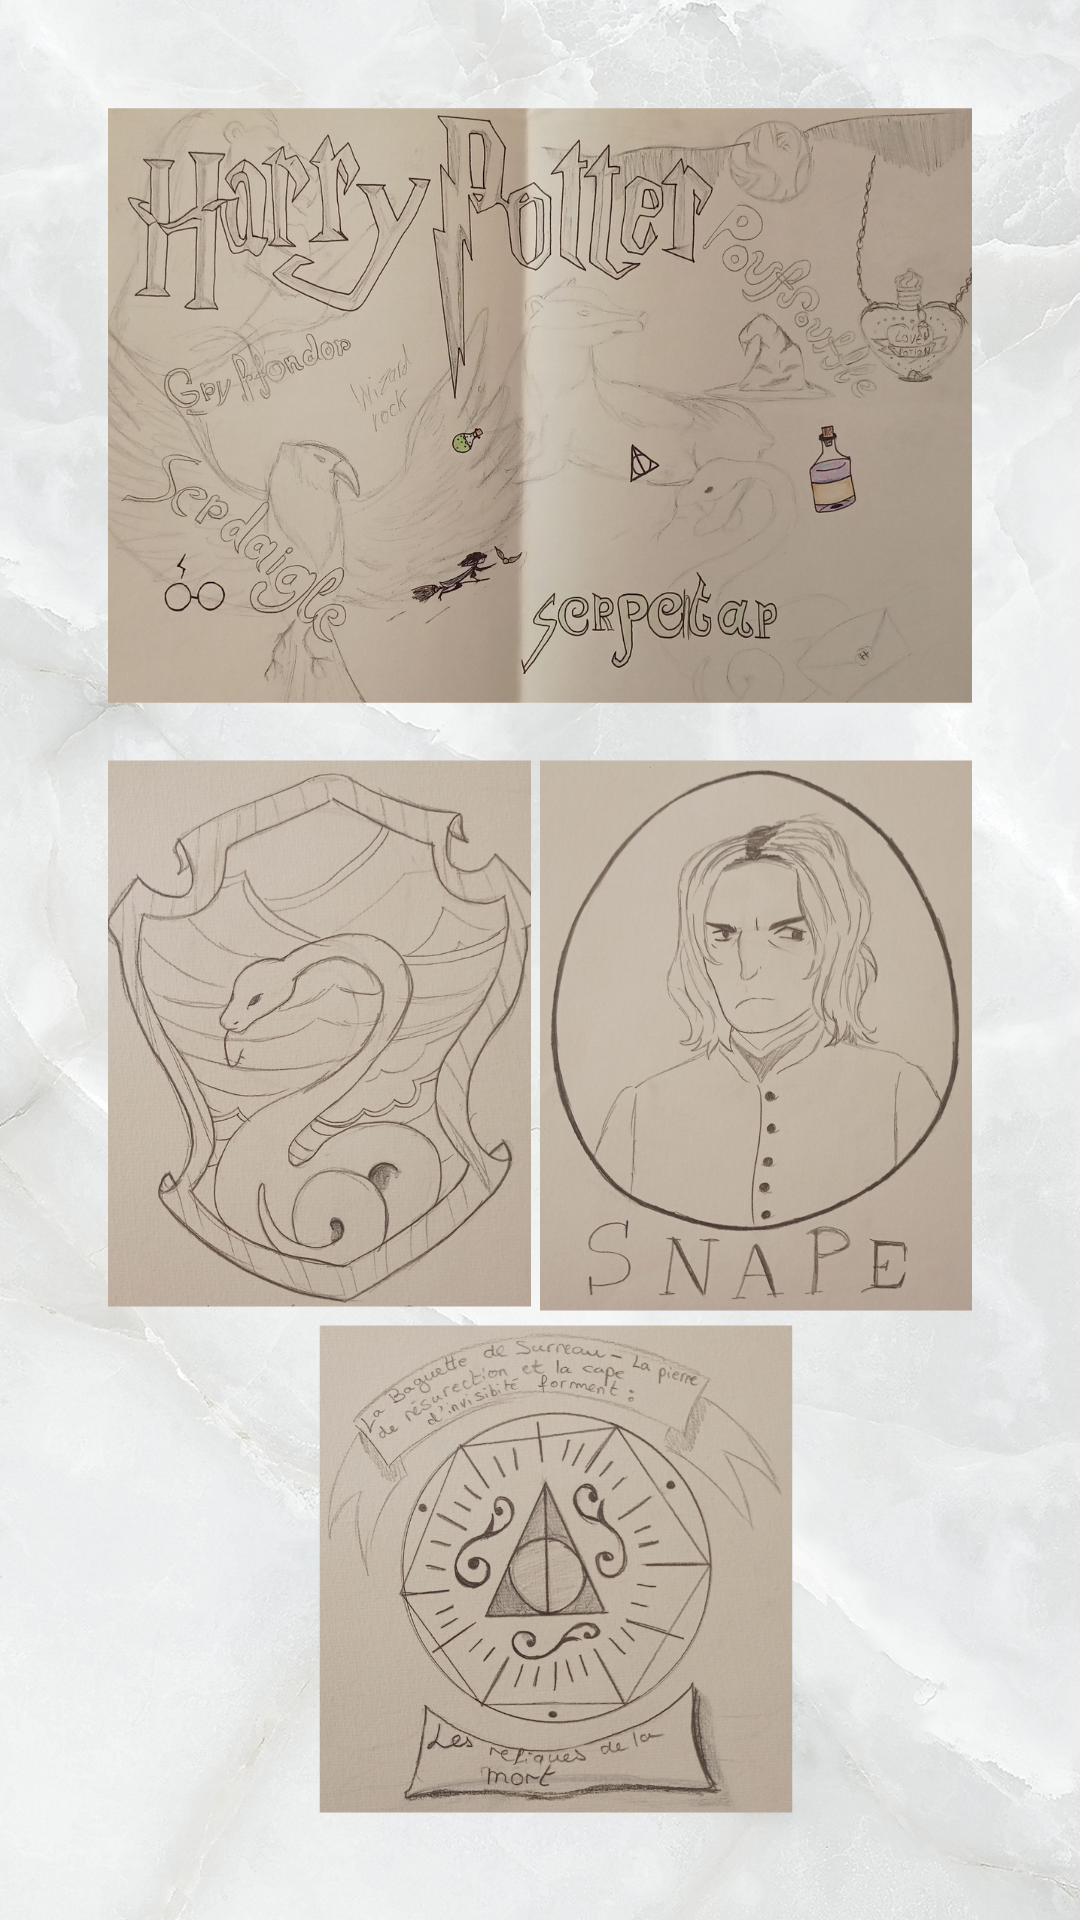 Harry Potter
Poufsouffle
Love
Potion
Gryffondor
Wizard
rock
Serdaigle
serpentar
H
SNAPE
La Baguette de Surreau - La pierre
de résurection et la cape
d'invisibité forment :
Les reliques de la
mort